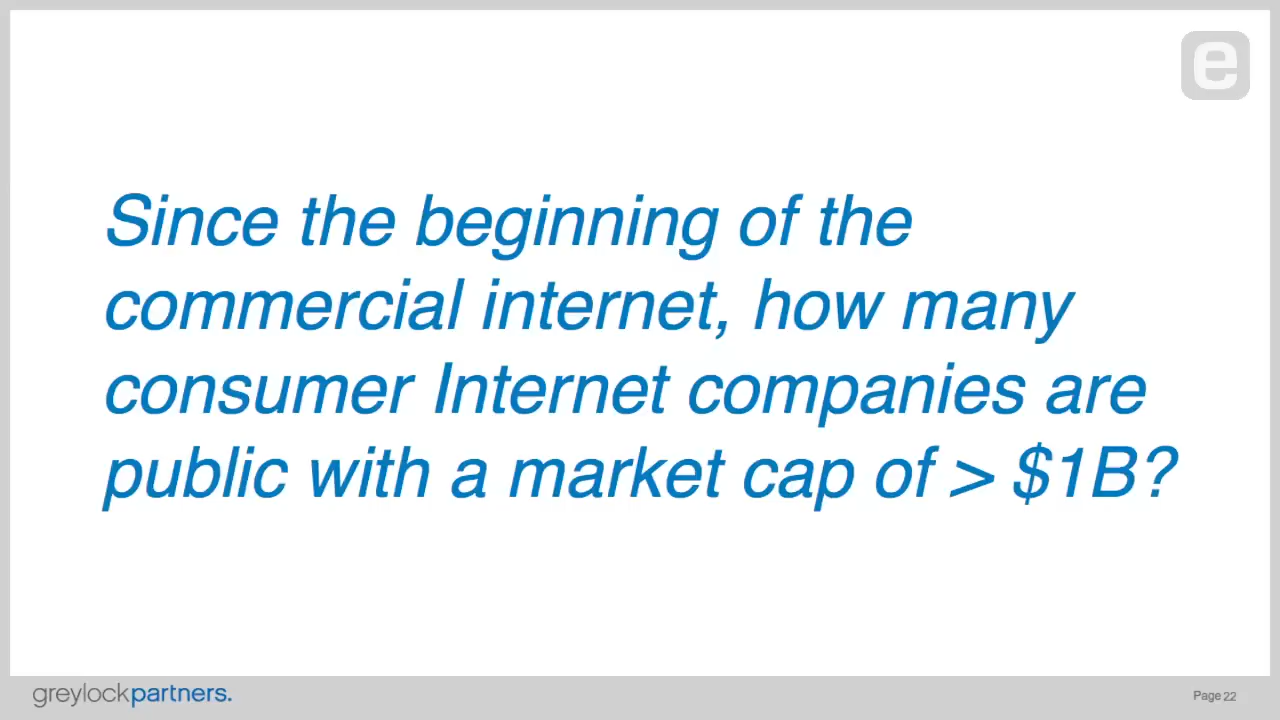 e
Since the beginning of the
commercial internet, how many
consumer Internet companies are
public with a market cap of > $1B?
greylockpartners.
Page 22